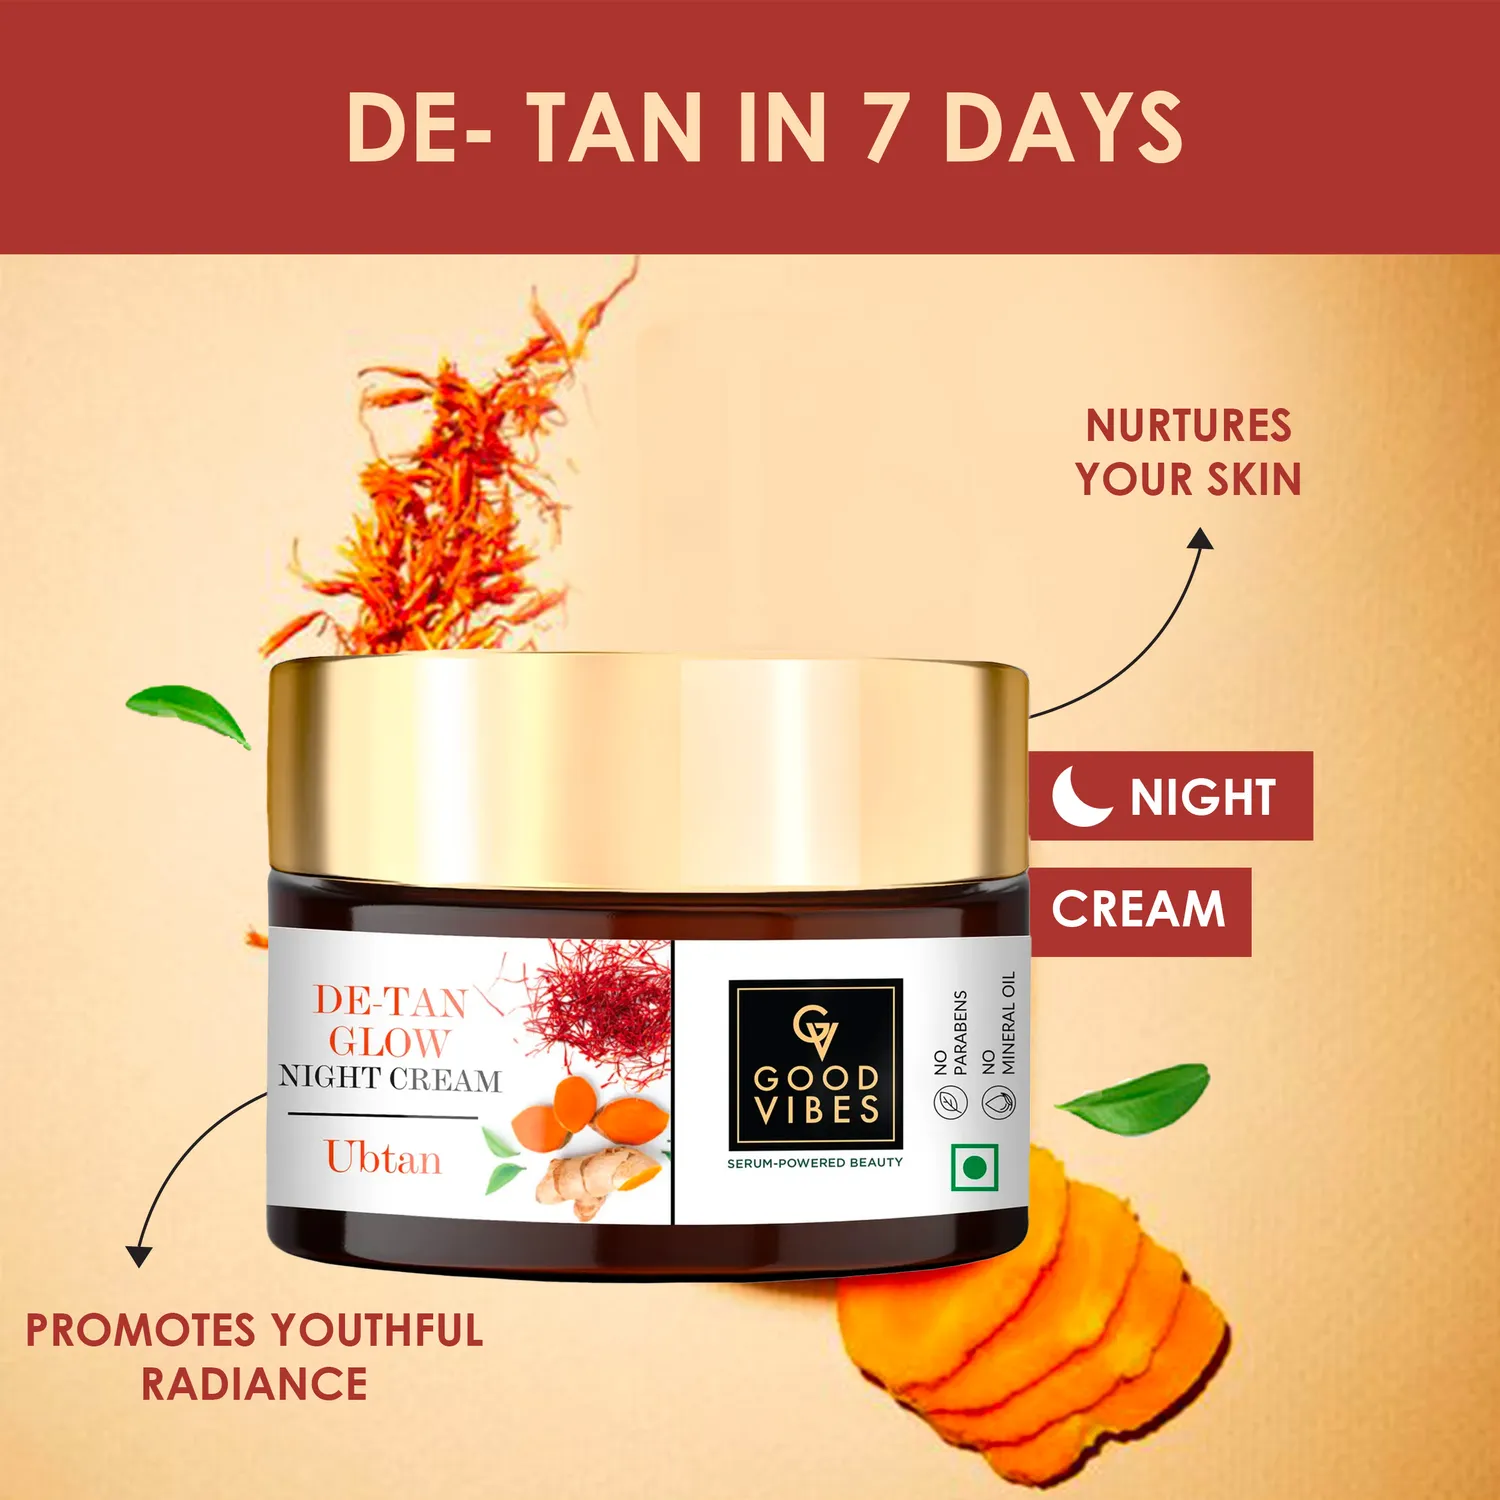 DE- TAN IN 7 DAYS
NURTURES
YOUR SKIN
NIGHT
CREAM
DE-TAN
GLOW
NIGHT CREAM
Ubtan
GV
GOOD
VIBES
SERUM-POWERED BEAUTY
NO
PARABENS
NO
MINERAL OIL
PROMOTES YOUTHFUL
RADIANCE